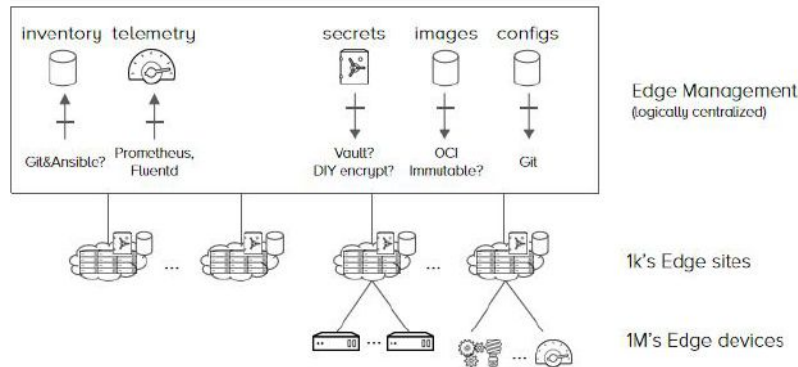 inventory telemetry secrets images configs
Edge Management
(logically centralized)
Git&Ansible?
Prometheus,
Fluentd
Vault?
DIY encrypt?
OCI
Immutable?
Git
... ...
1k's Edge sites
... ...
1M's Edge devices